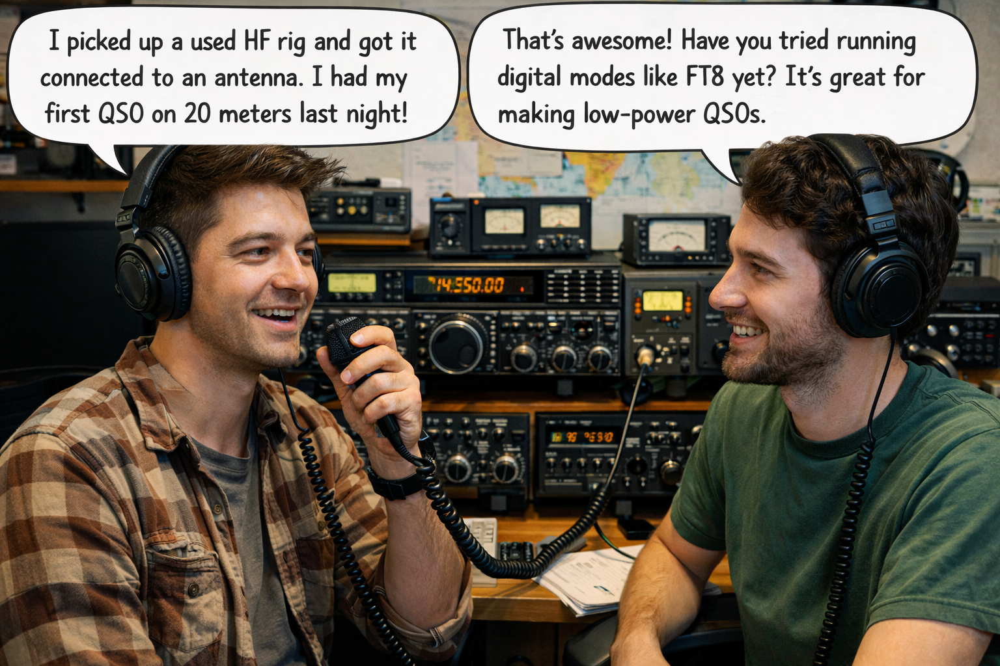 I picked up a used HF rig and got it
connected to an antenna. I had my
first QSO on 20 meters last night!
That's awesome! Have you tried running
digital modes like FT8 yet? It's great for
making low-power QSOs.
14.550.00